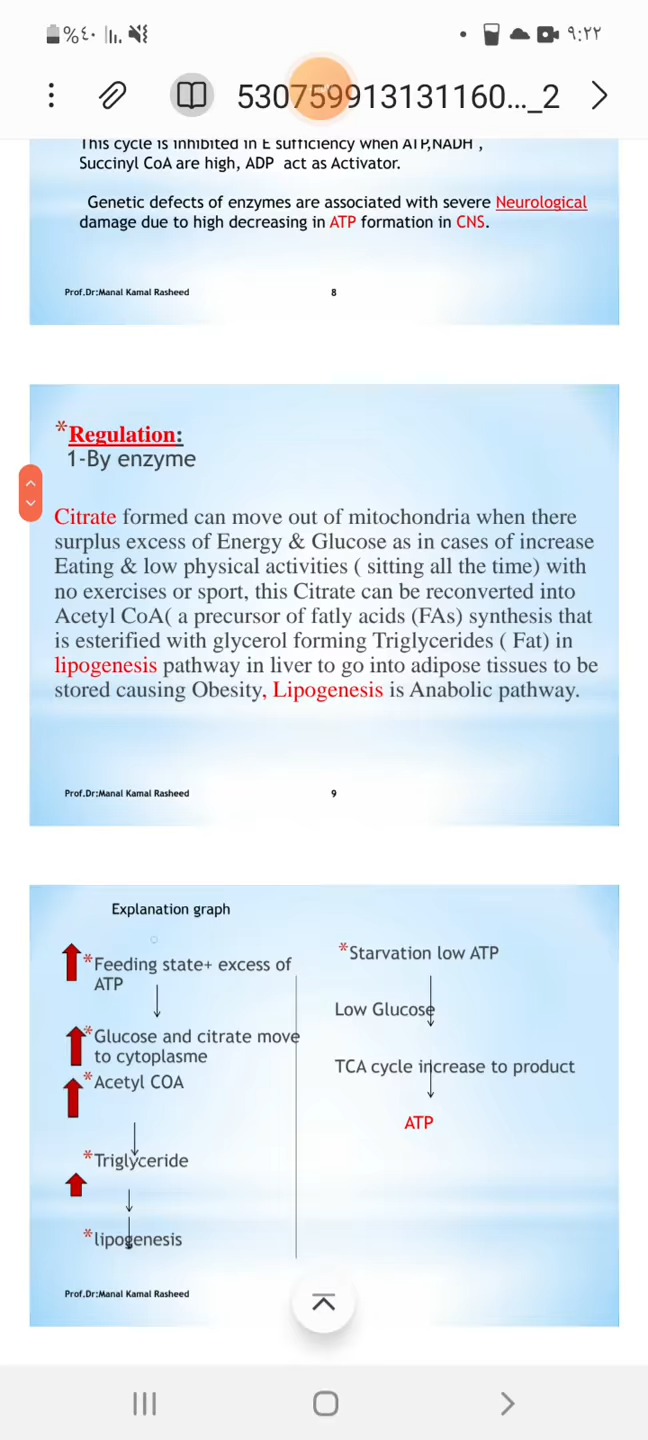 %٤٠
٩:٢٢
530759913131160..._2
This cycle is inhibited in E sufficiency when ATP,NADH ,
Succinyl CoA are high, ADP act as Activator.
Genetic defects of enzymes are associated with severe Neurological
damage due to high decreasing in ATP formation in CNS.
Prof.Dr:Manal Kamal Rasheed
8
*Regulation:
1-By enzyme
Citrate formed can move out of mitochondria when there
surplus excess of Energy & Glucose as in cases of increase
Eating & low physical activities ( sitting all the time) with
no exercises or sport, this Citrate can be reconverted into
Acetyl CoA( a precursor of fatly acids (FAs) synthesis that
is esterified with glycerol forming Triglycerides ( Fat) in
lipogenesis pathway in liver to go into adipose tissues to be
stored causing Obesity, Lipogenesis is Anabolic pathway.
Prof.Dr:Manal Kamal Rasheed
9
Explanation graph
*Feeding state+ excess of
ATP
*Glucose and citrate move
to cytoplasme
*Acetyl COA
*Triglyceride
*lipogenesis
*Starvation low ATP
Low Glucose
TCA cycle increase to product
ATP
Prof.Dr:Manal Kamal Rasheed